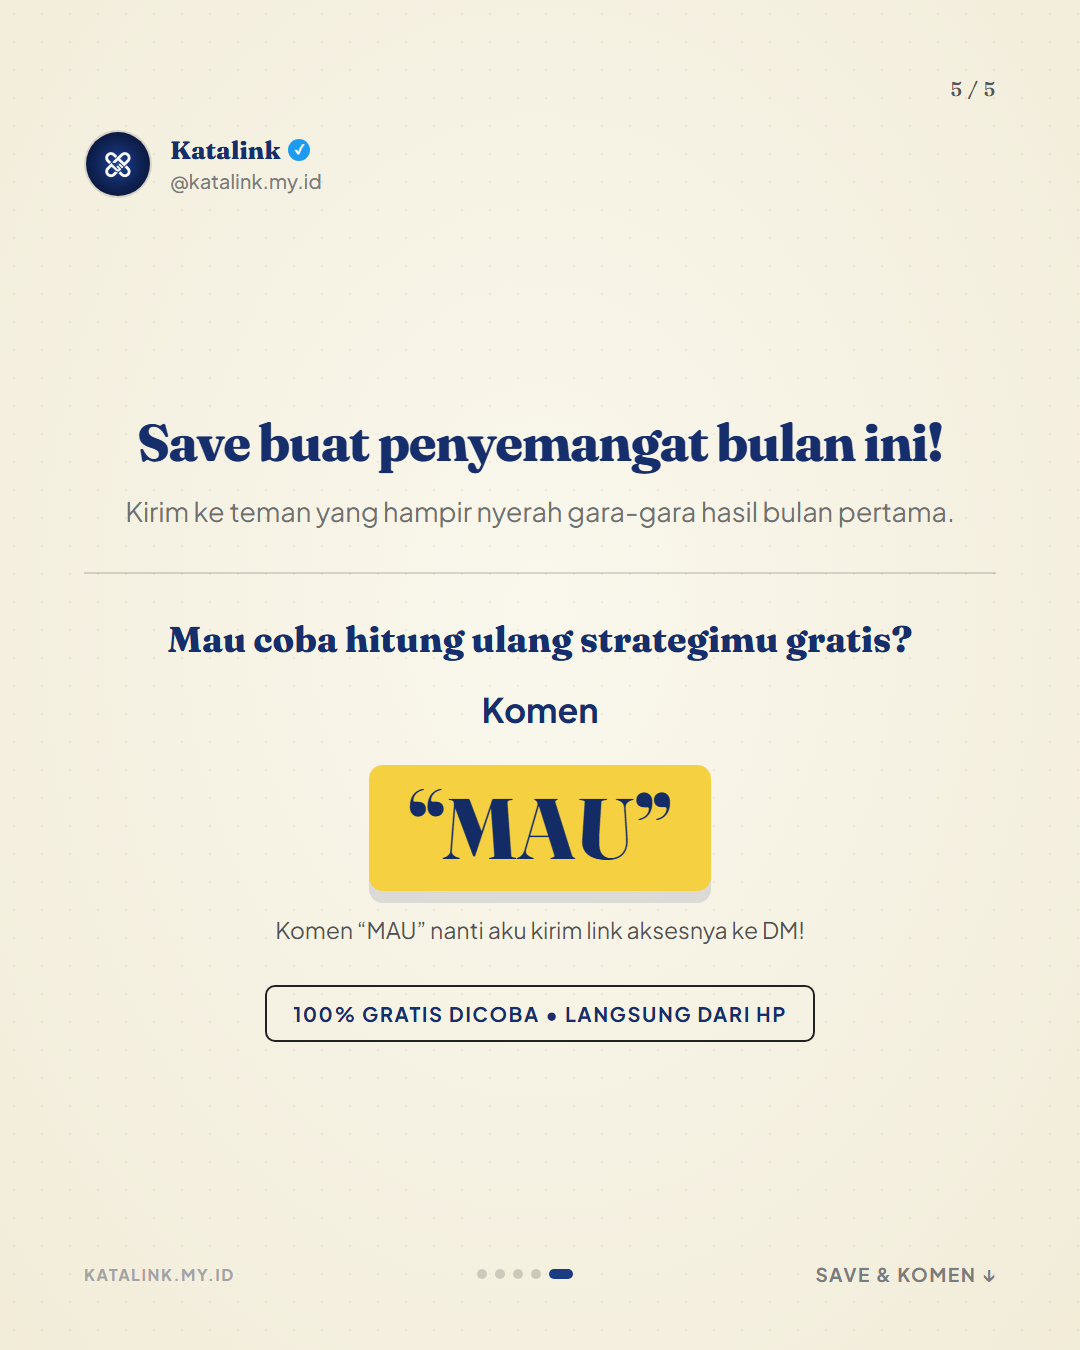 5 / 5
Katalink
@katalink.my.id
Save buat penyemangat bulan ini!
Kirim ke teman yang hampir nyerah gara-gara hasil bulan pertama.
Mau coba hitung ulang strategimu gratis?
Komen
“MAU”
Komen “MAU” nanti aku kirim link aksesnya ke DM!
100% GRATIS DICOBA • LANGSUNG DARI HP
KATALINK.MY.ID
SAVE & KOMEN ↓